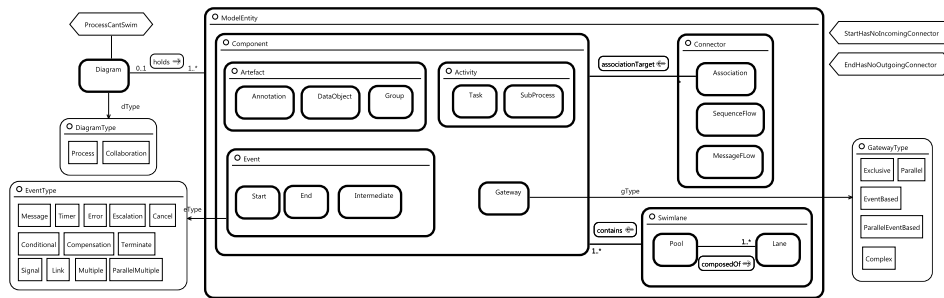 ProcessCantSwim
ModelEntity
StartHasNoIncomingConnector
EndHasNoOutgoingConnector
Diagram
holds
0..1
1..*
dType
DiagramType
Process
Collaboration
Component
Artefact
Annotation
DataObject
Group
Activity
Task
SubProcess
associationTarget
Connector
Association
SequenceFlow
MessageFLow
Event
Start
End
Intermediate
Gateway
gType
eType
EventType
Message
Timer
Error
Escalation
Cancel
Conditional
Compensation
Terminate
Signal
Link
Multiple
ParallelMultiple
contains
1..*
Swimlane
Pool
1..*
composedOf
Lane
GatewayType
Exclusive
Parallel
EventBased
ParallelEventBased
Complex